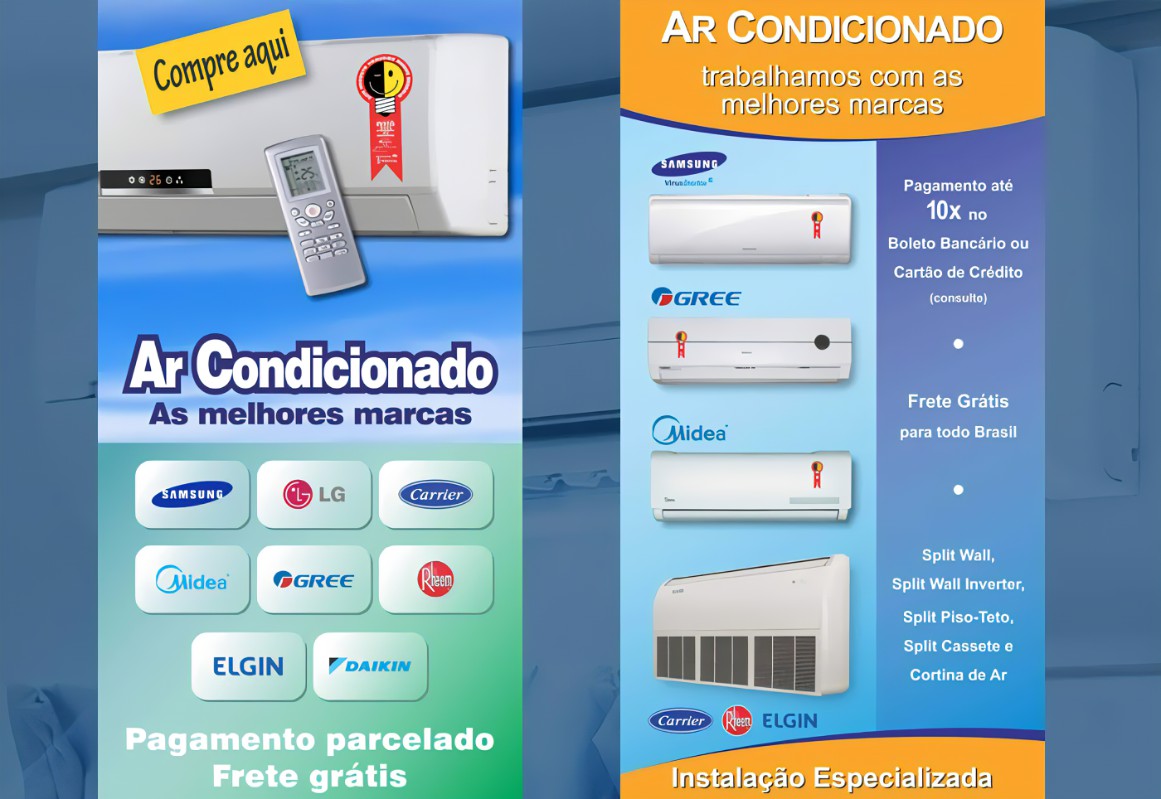 Compre aqui
26
25
Ar Condicionado
As melhores marcas
SAMSUNG
LG
Carrier
Midea
GREE
Rheem
ELGIN
DAIKIN
Pagamento parcelado
Frete grátis
AR CONDICIONADO
trabalhamos com as
melhores marcas
SAMSUNG
GREE
Midea
Carrier
Rheem
ELGIN
Pagamento até
10x no
Boleto Bancário ou
Cartão de Crédito
(consulte)
Frete Grátis
para todo Brasil
Split Wall,
Split Wall Inverter,
Split Piso-Teto,
Split Cassete e
Cortina de Ar
Instalação Especializada